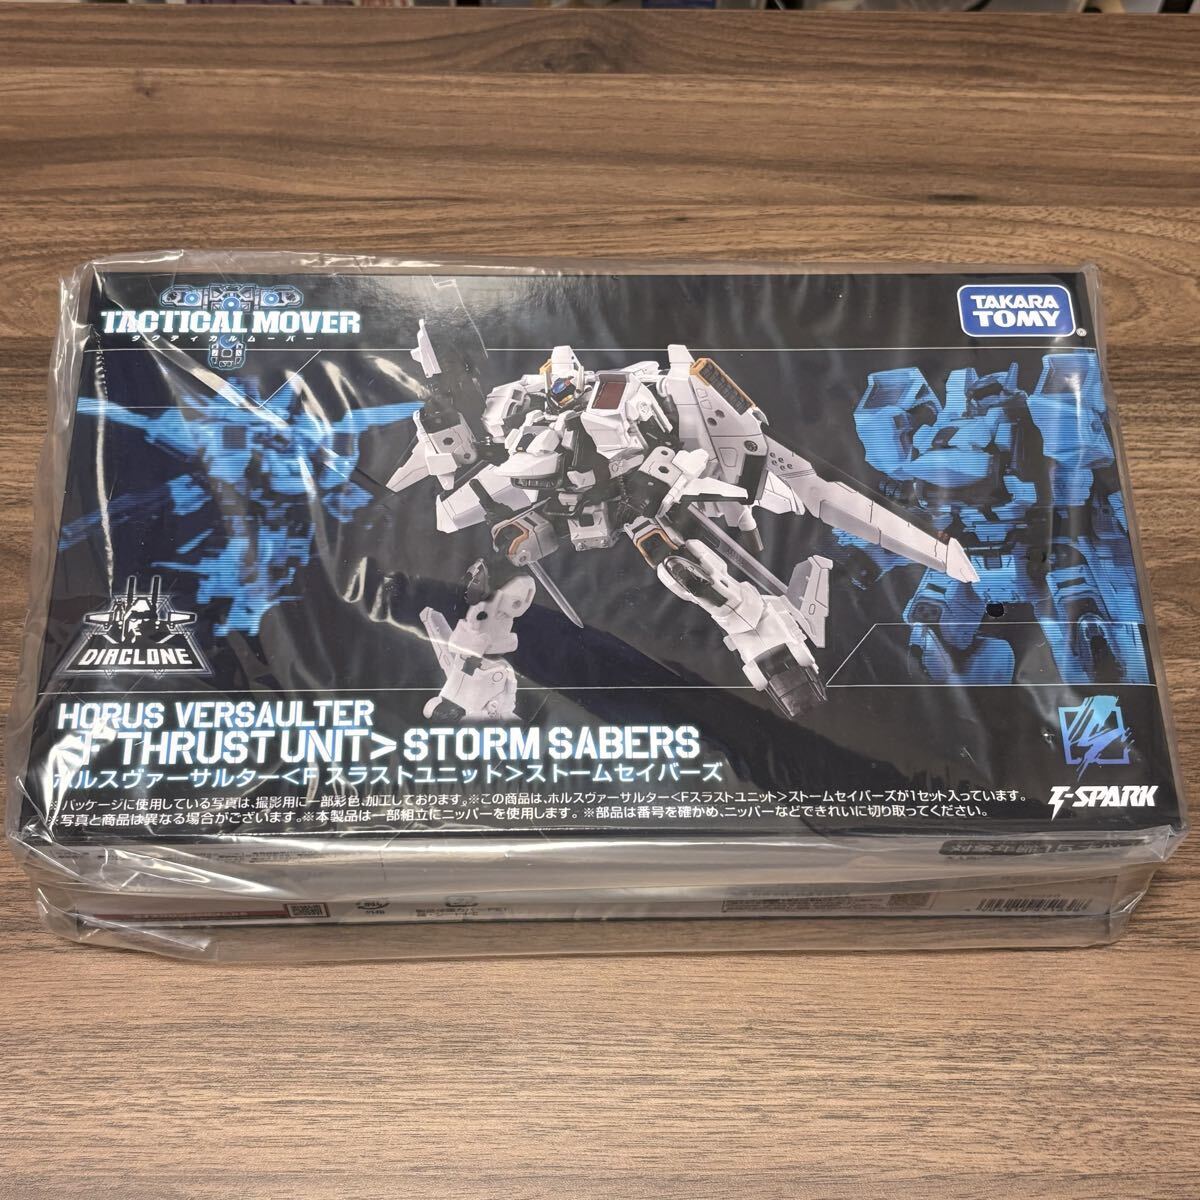 TACTICAL MOVER
タクティカルムーバー
TAKARA
TOMY
DIACLONE
HORUS VERSAULTER
<F THRUST UNIT> STORM SABERS
ホルスヴァーサルター<F スラストユニット>ストームセイバーズ
※パッケージに使用している写真は、撮影用に一部彩色、加工しております。※この商品は、ホルスヴァーサルター<Fスラストユニット>ストームセイバーズが1セット入っています。
※写真と商品は異なる場合がございます。※本製品は一部組立にニッパーを使用します。 ※部品は番号を確かめ、ニッパーなどできれいに切り取ってください。
T-SPARK